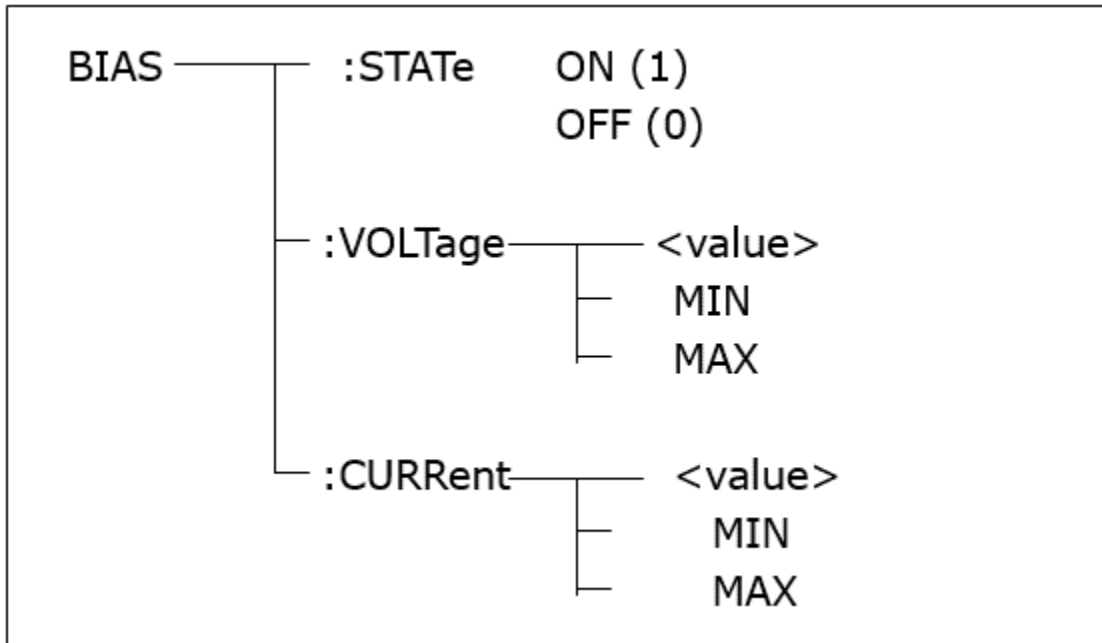 BIAS :STATe ON (1)
OFF (0)
:VOLTage <value>
MIN
MAX
:CURRent <value>
MIN
MAX